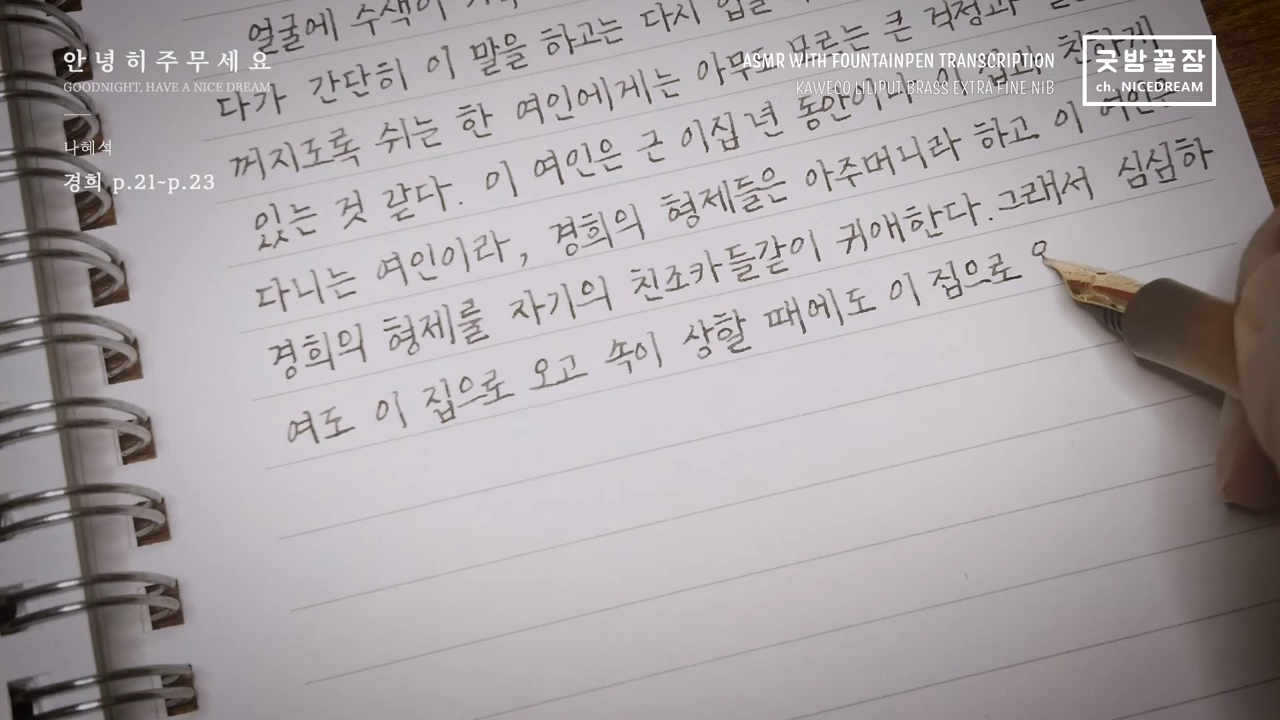 안녕히주무세요
GOODNIGHT, HAVE A NICE DREAM
나혜석
경희 p.21~p.23
ASMR WITH FOUNTAINPEN TRANSCRIPTION
KAWECO LILIPUT BRASS EXTRA FINE NIB
굿밤꿀잠
ch. NICEDREAM
얼굴에 수색이
다가 간단히 이 말을 하고는 다시 입을
꺼지도록 쉬는 한 여인에게는 아무도 모르는 큰 걱정과
있는 것 같다. 이 여인은 근 이십 년 동안이나 이 집과 친하게
다니는 여인이라, 경희의 형제들은 아주머니라 하고 이 여인은
경희의 형제를 자기의 친조카들같이 귀애한다. 그래서 심심하
여도 이 집으로 오고 속이 상할 때에도 이 집으로 오